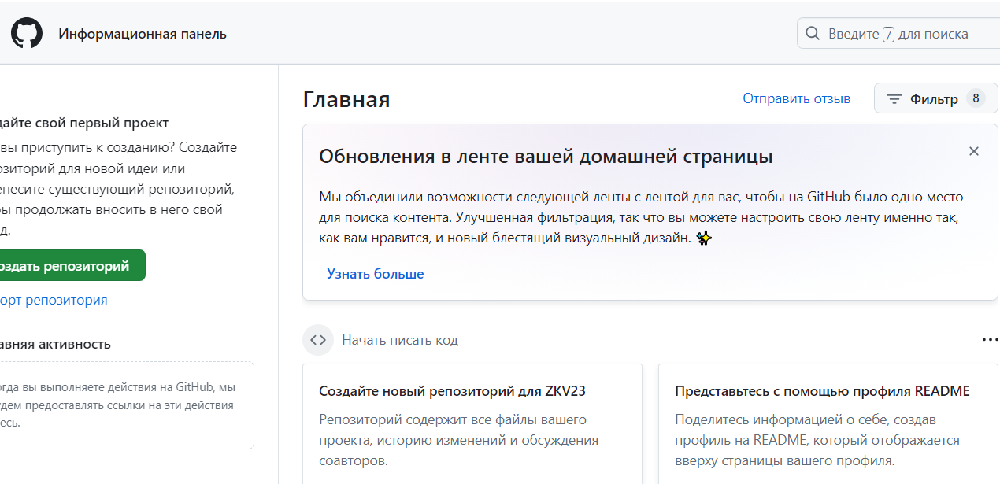 Информационная панель
Введите / для поиска
дайте свой первый проект
вы приступить к созданию? Создайте
озиторий для новой идеи или
енесите существующий репозиторий,
ы продолжать вносить в него свой
д.
оздать репозиторий
орт репозитория
авняя активность
огда вы выполняете действия на GitHub, мы
удем предоставлять ссылки на эти действия
есь.
Главная
Отправить отзыв
Фильтр 8
Обновления в ленте вашей домашней страницы
Мы объединили возможности следующей ленты с лентой для вас, чтобы на GitHub было одно место
для поиска контента. Улучшенная фильтрация, так что вы можете настроить свою ленту именно так,
как вам нравится, и новый блестящий визуальный дизайн. ✨
Узнать больше
Начать писать код
Создайте новый репозиторий для ZKV23
Репозиторий содержит все файлы вашего
проекта, историю изменений и обсуждения
соавторов.
Представьтесь с помощью профиля README
Поделитесь информацией о себе, создав
профиль на README, который отображается
вверху страницы вашего профиля.